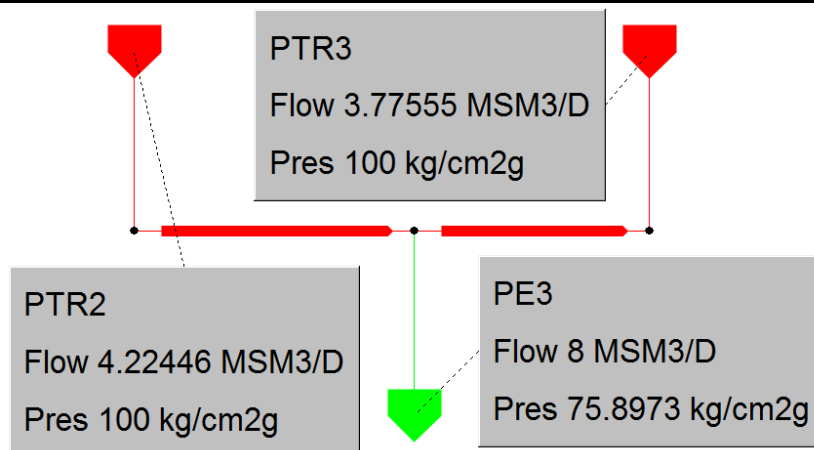 PTR3
Flow 3.77555 MSM3/D
Pres 100 kg/cm2g
PTR2
Flow 4.22446 MSM3/D
Pres 100 kg/cm2g
PE3
Flow 8 MSM3/D
Pres 75.8973 kg/cm2g